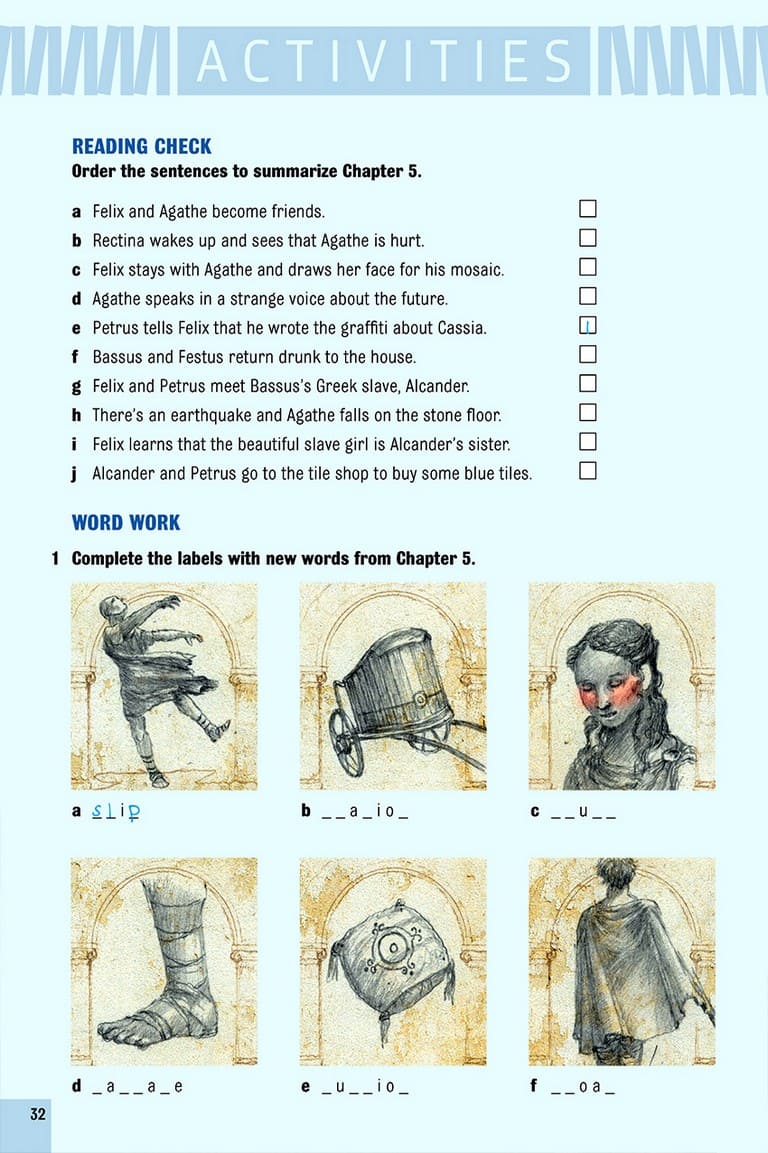 ACTIVITIES
READING CHECK
Order the sentences to summarize Chapter 5.
a Felix and Agathe become friends.
b Rectina wakes up and sees that Agathe is hurt.
c Felix stays with Agathe and draws her face for his mosaic.
d Agathe speaks in a strange voice about the future.
e Petrus tells Felix that he wrote the graffiti about Cassia. 1
f Bassus and Festus return drunk to the house.
g Felix and Petrus meet Bassus's Greek slave, Alcander.
h There's an earthquake and Agathe falls on the stone floor.
i Felix learns that the beautiful slave girl is Alcander's sister.
j Alcander and Petrus go to the tile shop to buy some blue tiles.
WORD WORK
1 Complete the labels with new words from Chapter 5.
a s l i p b _ _ a _ i o _ c _ _ u _ _
d _ a _ _ a _ e e _ u _ _ i o _ f _ _ o a _
32